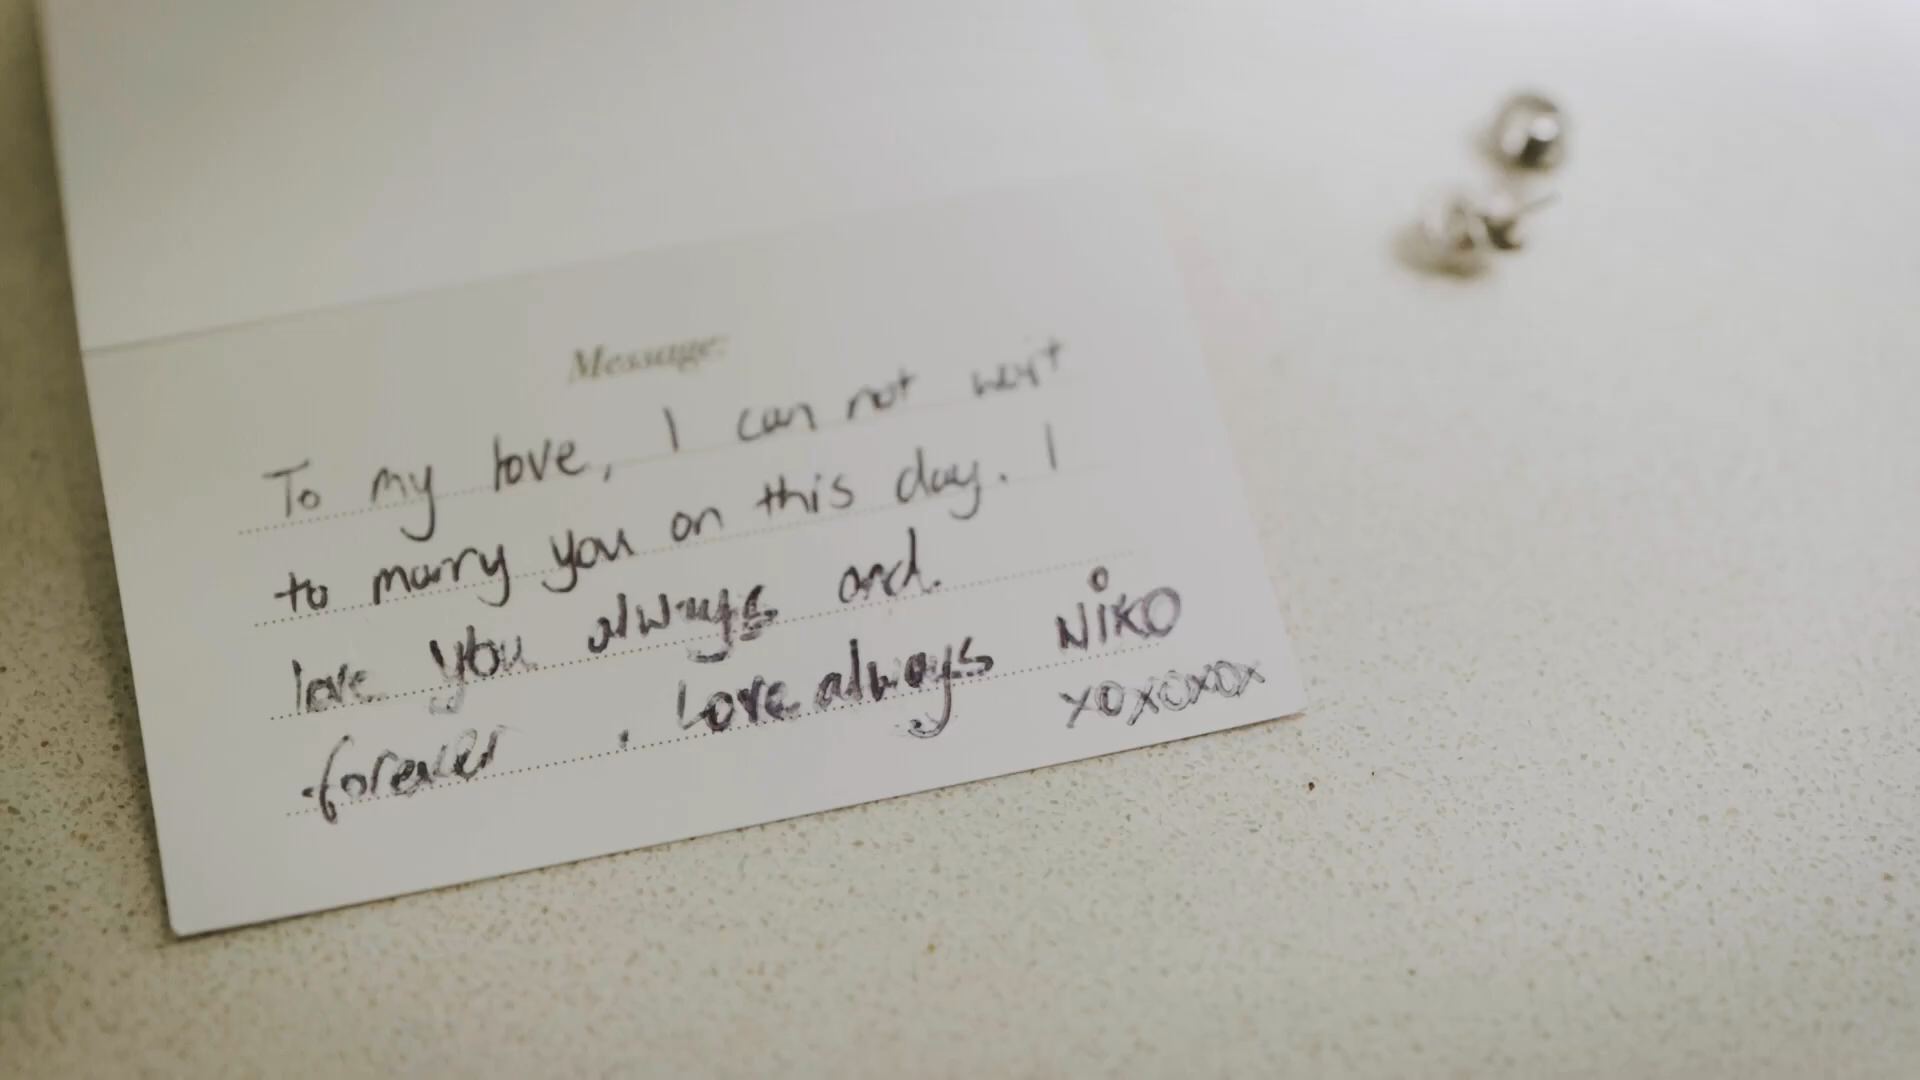 Message:
To my love, I can not wait
to marry you on this day. I
love you always and.
forever . Love always NiKO
xoxoxox